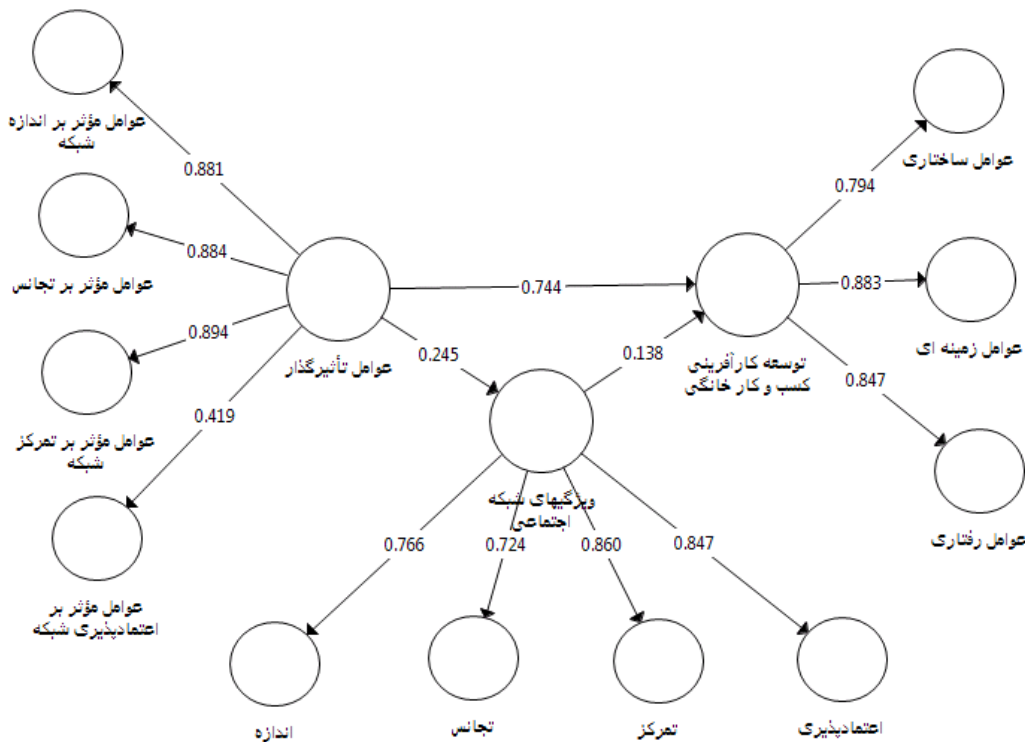 عوامل مؤثر بر اندازه
شبکه
0.881
عوامل ساختاری
0.794
عوامل مؤثر بر تجانس
0.884
عوامل تأثیرگذار
0.744
توسعه کارآفرینی
کسب و کار خانگی
0.883
عوامل زمینه ای
0.894
عوامل مؤثر بر تمرکز
شبکه
0.245
0.138
0.847
عوامل رفتاری
0.419
عوامل مؤثر بر
اعتمادپذیری شبکه
ویژگیهای شبکه
اجتماعی
0.766
0.724
0.860
0.847
اندازه
تجانس
تمرکز
اعتمادپذیری